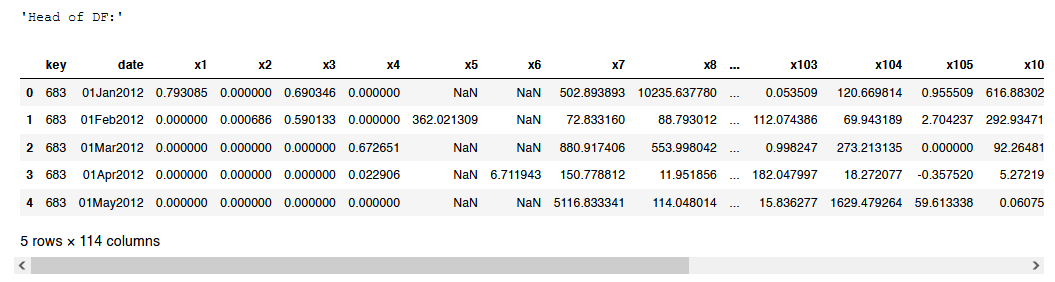 'Head of DF:'
key date x1 x2 x3 x4 x5 x6 x7 x8 ... x103 x104 x105 x10
0 683 01Jan2012 0.793085 0.000000 0.690346 0.000000 NaN NaN 502.893893 10235.637780 ... 0.053509 120.669814 0.955509 616.88302
1 683 01Feb2012 0.000000 0.000686 0.590133 0.000000 362.021309 NaN 72.833160 88.793012 ... 112.074386 69.943189 2.704237 292.93471
2 683 01Mar2012 0.000000 0.000000 0.000000 0.672651 NaN NaN 880.917406 553.998042 ... 0.998247 273.213135 0.000000 92.26481
3 683 01Apr2012 0.000000 0.000000 0.000000 0.022906 NaN 6.711943 150.778812 11.951856 ... 182.047997 18.272077 -0.357520 5.27219
4 683 01May2012 0.000000 0.000000 0.000000 0.000000 NaN NaN 5116.833341 114.048014 ... 15.836277 1629.479264 59.613338 0.06075
5 rows × 114 columns